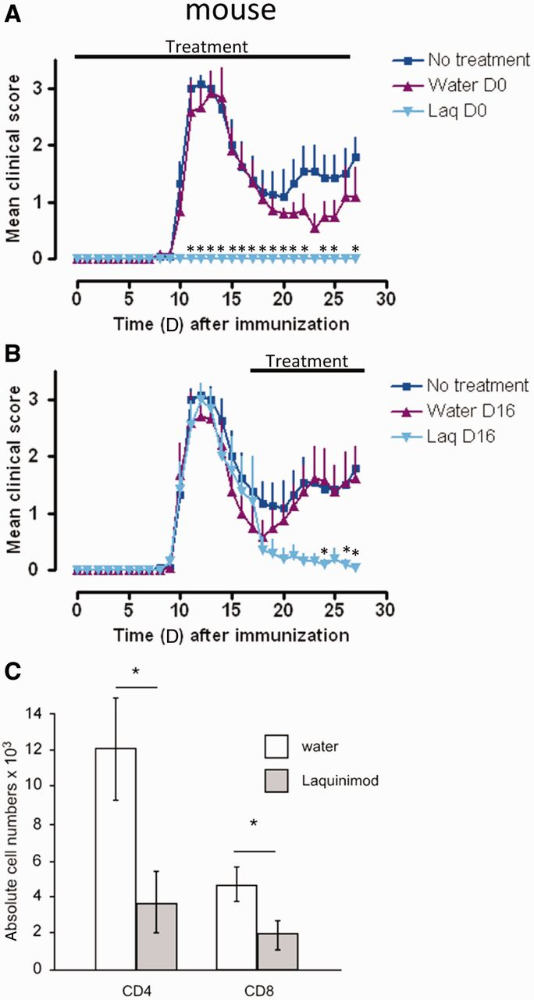 A
mouse
Treatment
Mean clinical score
3
2
1
0
No treatment
Water D0
Laq D0
* * * * * * * * * * * * * * *
0 5 10 15 20 25 30
Time (D) after immunization
B
Treatment
Mean clinical score
3
2
1
0
No treatment
Water D16
Laq D16
* * *
0 5 10 15 20 25 30
Time (D) after immunization
C
Absolute cell numbers x 10³
14
12
10
8
6
4
2
0
*
*
water
Laquinimod
CD4 CD8